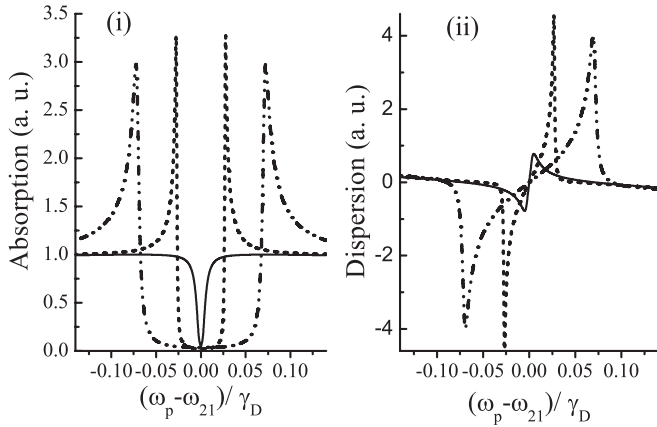 (i)
3.5
3.0
2.5
2.0
1.5
1.0
0.5
0.0
Absorption (a. u.)
-0.10 -0.05 0.00 0.05 0.10
(ωp-ω21)/ γD
(ii)
4
2
0
-2
-4
Dispersion (a. u.)
-0.10 -0.05 0.00 0.05 0.10
(ωp-ω21)/ γD